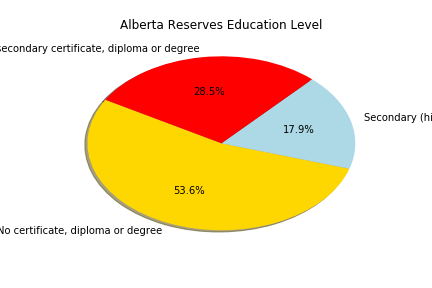 Alberta Reserves Education Level
secondary certificate, diploma or degree
28.5%
Secondary (hi
17.9%
53.6%
No certificate, diploma or degree